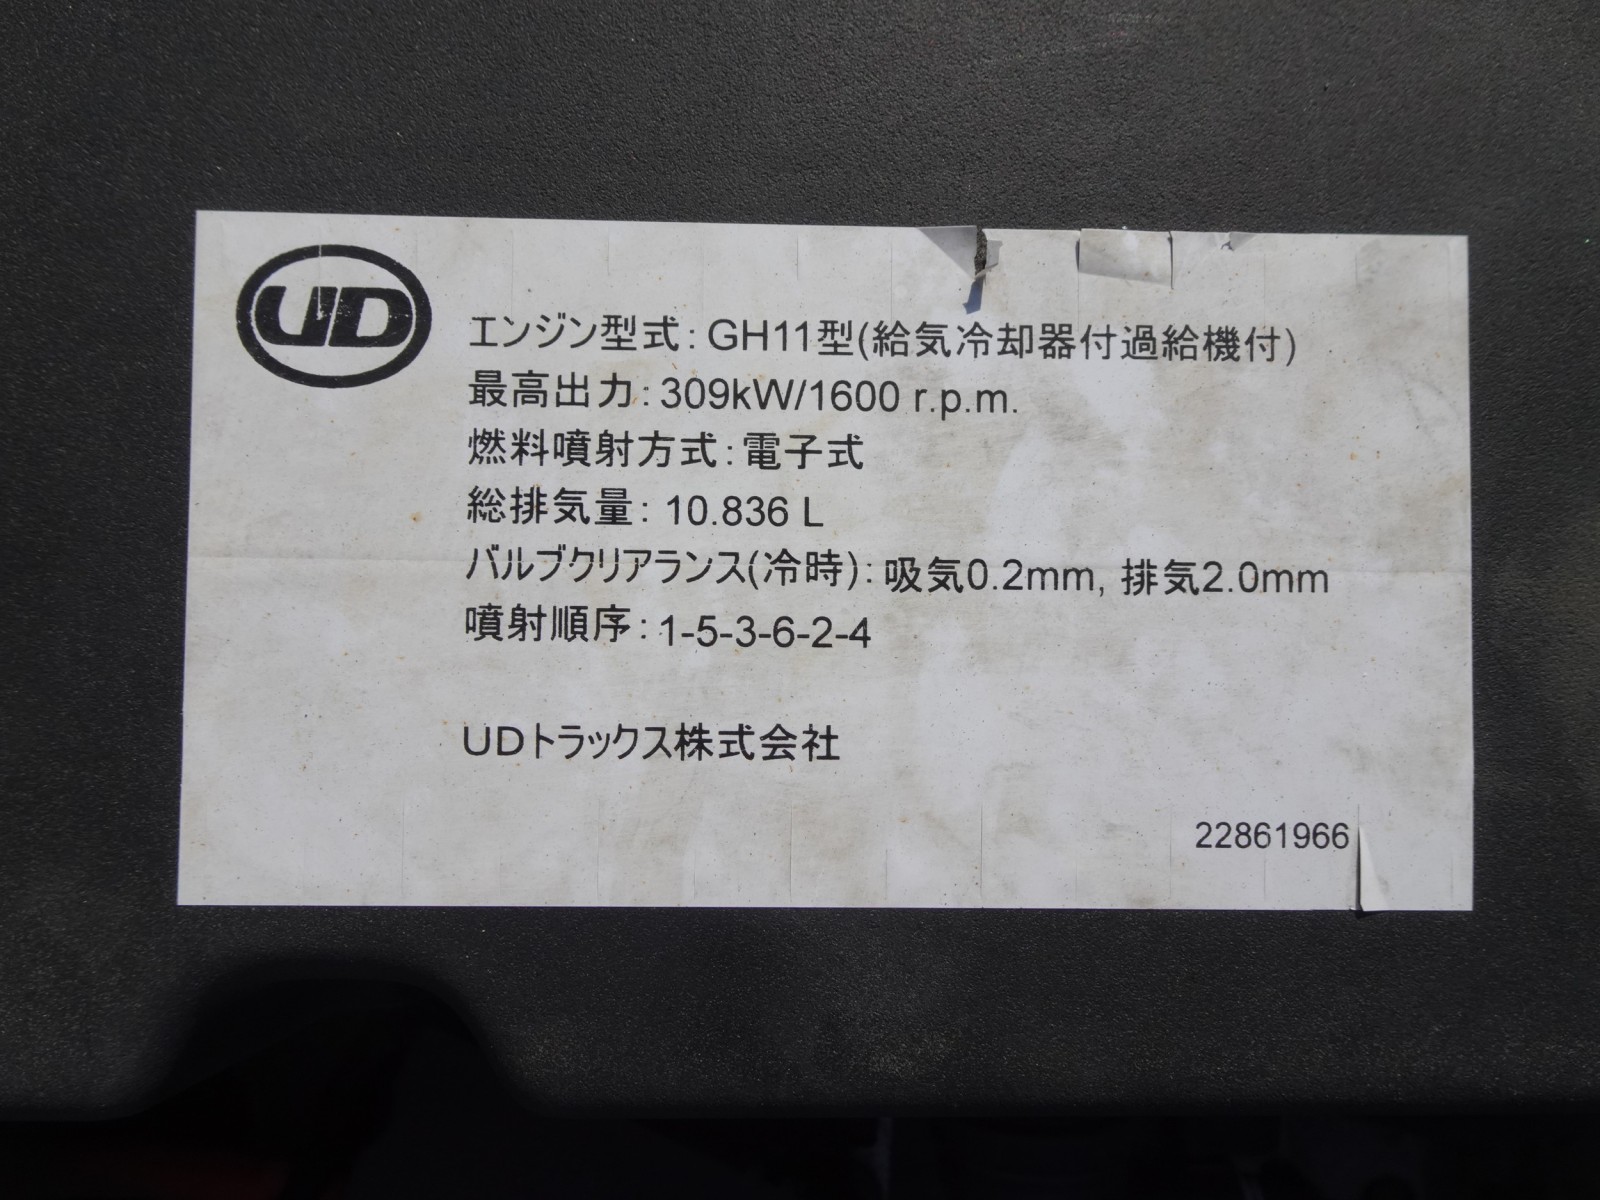 UD
エンジン型式: GH11型(給気冷却器付過給機付)
最高出力: 309kW/1600 r.p.m.
燃料噴射方式: 電子式
総排気量: 10.836 L
バルブクリアランス(冷時): 吸気0.2mm, 排気2.0mm
噴射順序: 1-5-3-6-2-4
UDトラックス株式会社
22861966